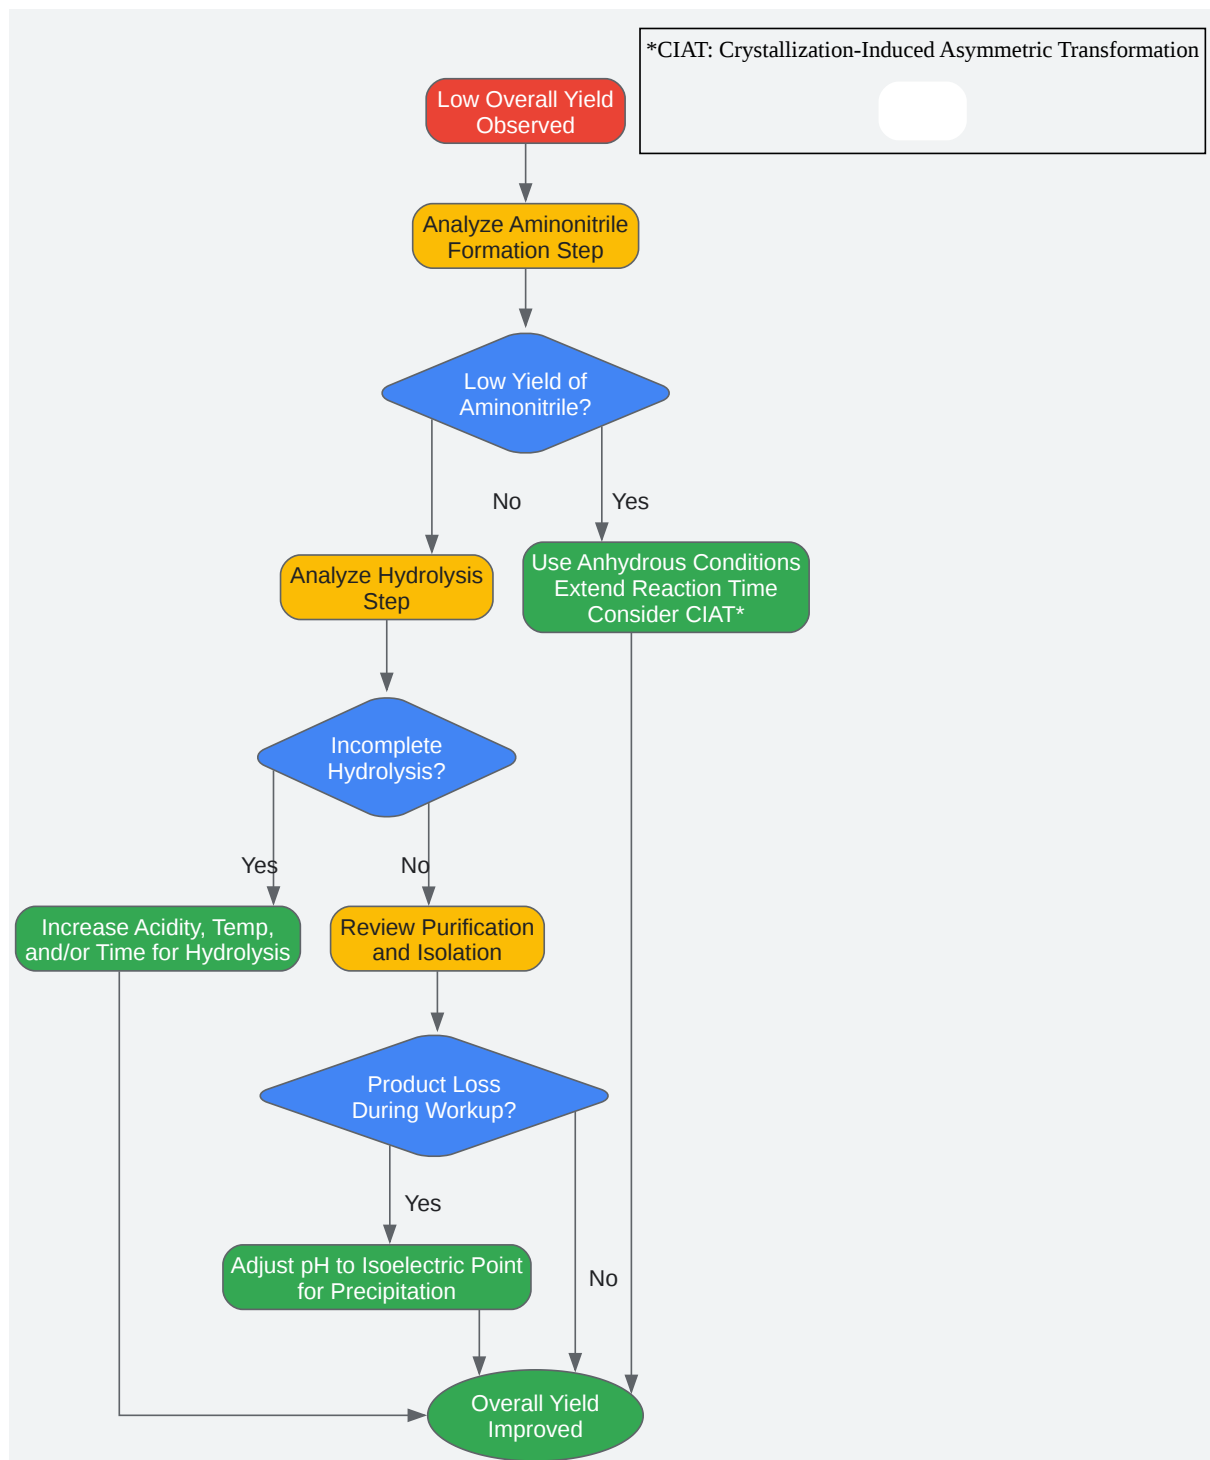 *CIAT: Crystallization-Induced Asymmetric Transformation
Low Overall Yield
Observed
Analyze Aminonitrile
Formation Step
Low Yield of
Aminonitrile?
No
Yes
Use Anhydrous Conditions
Extend Reaction Time
Consider CIAT*
Analyze Hydrolysis
Step
Incomplete
Hydrolysis?
Yes
No
Increase Acidity, Temp,
and/or Time for Hydrolysis
Review Purification
and Isolation
Product Loss
During Workup?
Yes
No
Adjust pH to Isoelectric Point
for Precipitation
Overall Yield
Improved